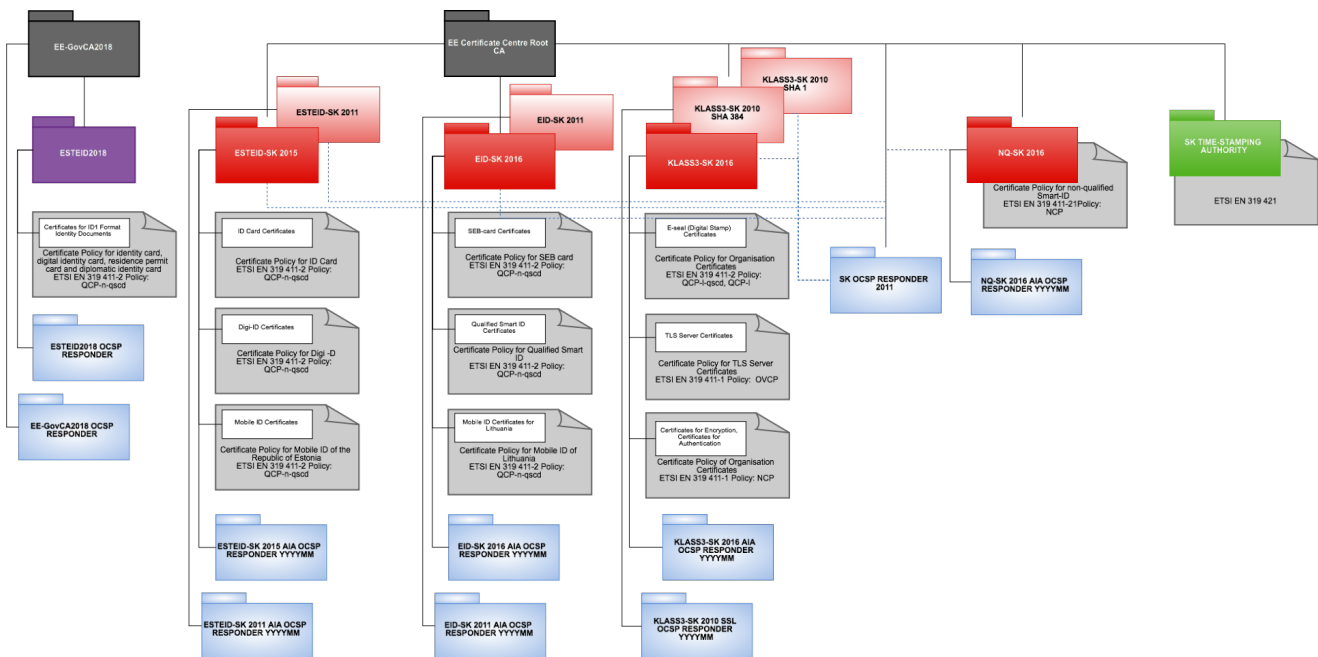 EE-GovCA2018
EE Certificate Centre Root
CA
KLASS3-SK 2010
SHA 1
ESTEID-SK 2011
KLASS3-SK 2010
SHA 384
EID-SK 2011
ESTEID2018
ESTEID-SK 2015
EID-SK 2016
KLASS3-SK 2016
NQ-SK 2016
SK TIME-STAMPING
AUTHORITY
Certificate Policy for non-qualified
Smart-ID
ETSI EN 319 411-21Policy:
NCP
ETSI EN 319 421
Certificates for ID1 Format
Identity Documents
Certificate Policy for identity card,
digital identity card, residence permit
card and diplomatic identity card
ETSI EN 319 411-2 Policy:
QCP-n-qscd
ID Card Certificates
Certificate Policy for ID Card
ETSI EN 319 411-2 Policy:
QCP-n-qscd
SEB-card Certificates
Certificate Policy for SEB card
ETSI EN 319 411-2 Policy:
QCP-n-qscd
E-seal (Digital Stamp)
Certificates
Certificate Policy for Organisation
Certificates
ETSI EN 319 411-2 Policy:
QCP-l-qscd, QCP-l
SK OCSP RESPONDER
2011
NQ-SK 2016 AIA OCSP
RESPONDER YYYYMM
ESTEID2018 OCSP
RESPONDER
Digi-ID Certificates
Certificate Policy for Digi -D
ETSI EN 319 411-2 Policy:
QCP-n-qscd
Qualified Smart ID
Certificates
Certificate Policy for Qualified Smart
ID
ETSI EN 319 411-2 Policy:
QCP-n-qscd
TLS Server Certificates
Certificate Policy for TLS Server
Certificates
ETSI EN 319 411-1 Policy: OVCP
EE-GovCA2018 OCSP
RESPONDER
Mobile ID Certificates
Certificate Policy for Mobile ID of the
Republic of Estonia
ETSI EN 319 411-2 Policy:
QCP-n-qscd
Mobile ID Certificates for
Lithuania
Certificate Policy for Mobile ID of
Lithuania
ETSI EN 319 411-2 Policy:
QCP-n-qscd
Certificates for Encryption,
Certificates for
Authentication
Certificate Policy of Organisation
Certificates
ETSI EN 319 411-1 Policy: NCP
ESTEID-SK 2015 AIA OCSP
RESPONDER YYYYMM
EID-SK 2016 AIA OCSP
RESPONDER YYYYMM
KLASS3-SK 2016 AIA
OCSP RESPONDER
YYYYMM
ESTEID-SK 2011 AIA OCSP
RESPONDER YYYYMM
EID-SK 2011 AIA OCSP
RESPONDER YYYYMM
KLASS3-SK 2010 SSL
OCSP RESPONDER
YYYYMM